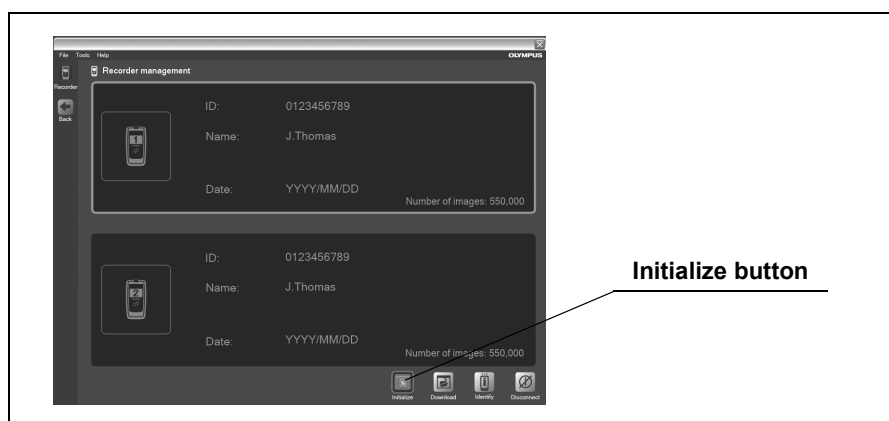 File Tools Help
OLYMPUS
Recorder
Recorder management
Back
1
ID: 0123456789
Name: J.Thomas
Date: YYYY/MM/DD
Number of images: 550,000
2
ID: 0123456789
Name: J.Thomas
Date: YYYY/MM/DD
Number of images: 550,000
Initialize button
Initialize Download Identify Disconnect